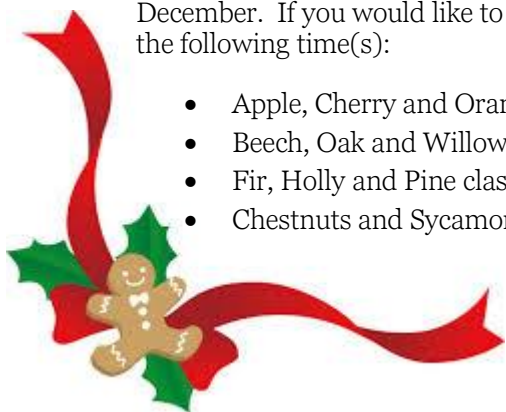 December. If you would like to
the following time(s):
• Apple, Cherry and
• Beech, Oak and Willow
• Fir, Holly and Pine
• Chestnuts and